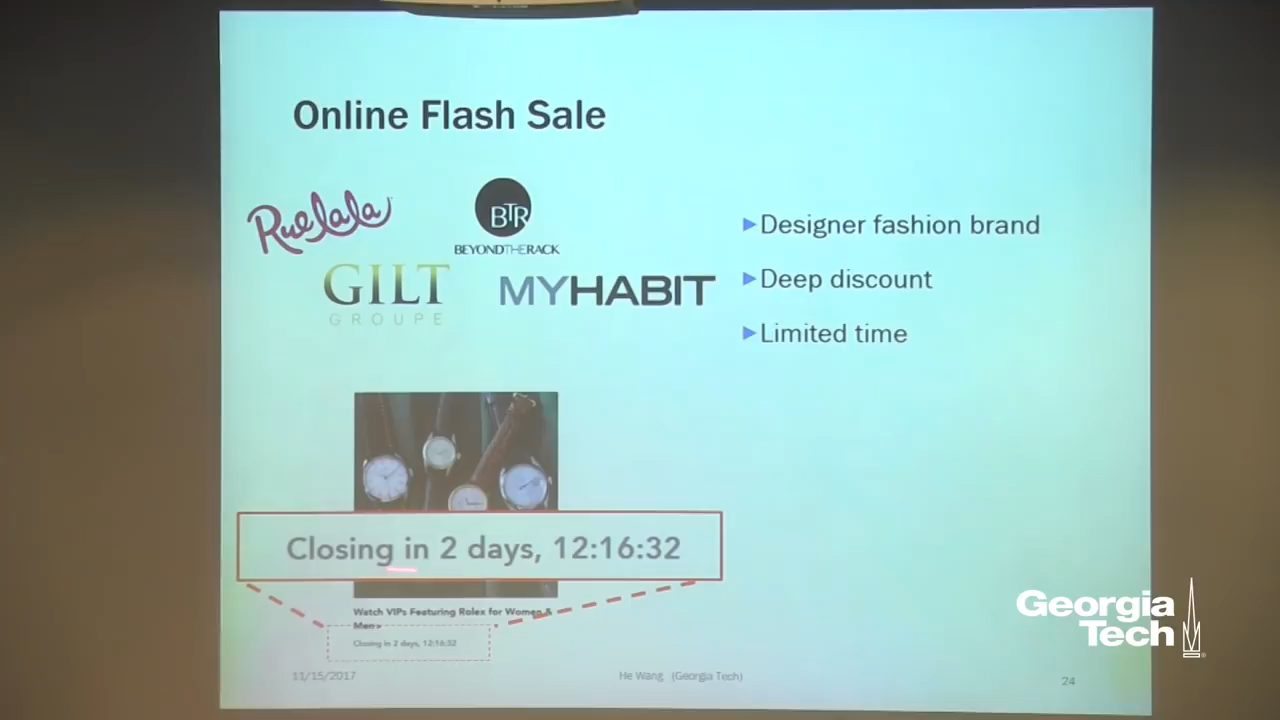 Online Flash Sale
Ruelala
BTR
BEYONDTHERACK
GILT
GROUPE
MYHABIT
Designer fashion brand
Deep discount
Limited time
Closing in 2 days, 12:16:32
Watch VIPs Featuring Rolex for Women &
Men »
Closing in 2 days, 12:16:32
11/15/2017
He Wang (Georgia Tech)
24
Georgia
Tech